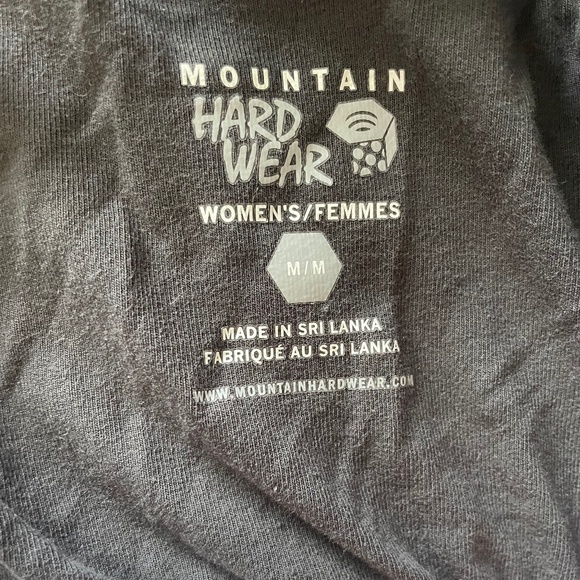 MOUNTAIN
HARD
WEAR
WOMEN'S/FEMMES
M/M
MADE IN SRI LANKA
FABRIQUÉ AU SRI LANKA
WWW.MOUNTAINHARDWEAR.COM